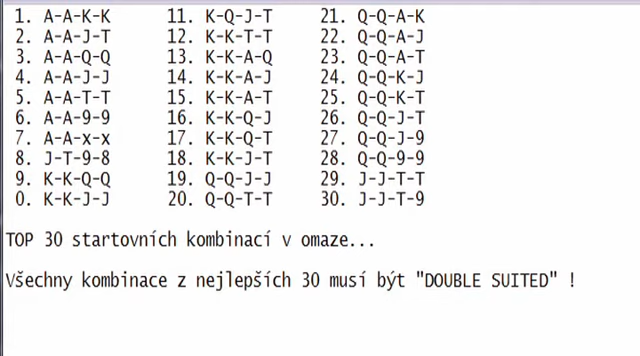 1. A-A-K-K 11. K-Q-J-T 21. Q-Q-A-K
2. A-A-J-T 12. K-K-T-T 22. Q-Q-A-J
3. A-A-Q-Q 13. K-K-A-Q 23. Q-Q-A-T
4. A-A-J-J 14. K-K-A-J 24. Q-Q-K-J
5. A-A-T-T 15. K-K-A-T 25. Q-Q-K-T
6. A-A-9-9 16. K-K-Q-J 26. Q-Q-J-T
7. A-A-x-x 17. K-K-Q-T 27. Q-Q-J-9
8. J-T-9-8 18. K-K-J-T 28. Q-Q-9-9
9. K-K-Q-Q 19. Q-Q-J-J 29. J-J-T-T
0. K-K-J-J 20. Q-Q-T-T 30. J-J-T-9
TOP 30 startovních kombinací v omaze...
Všechny kombinace z nejlepších 30 musí být "DOUBLE SUITED" !